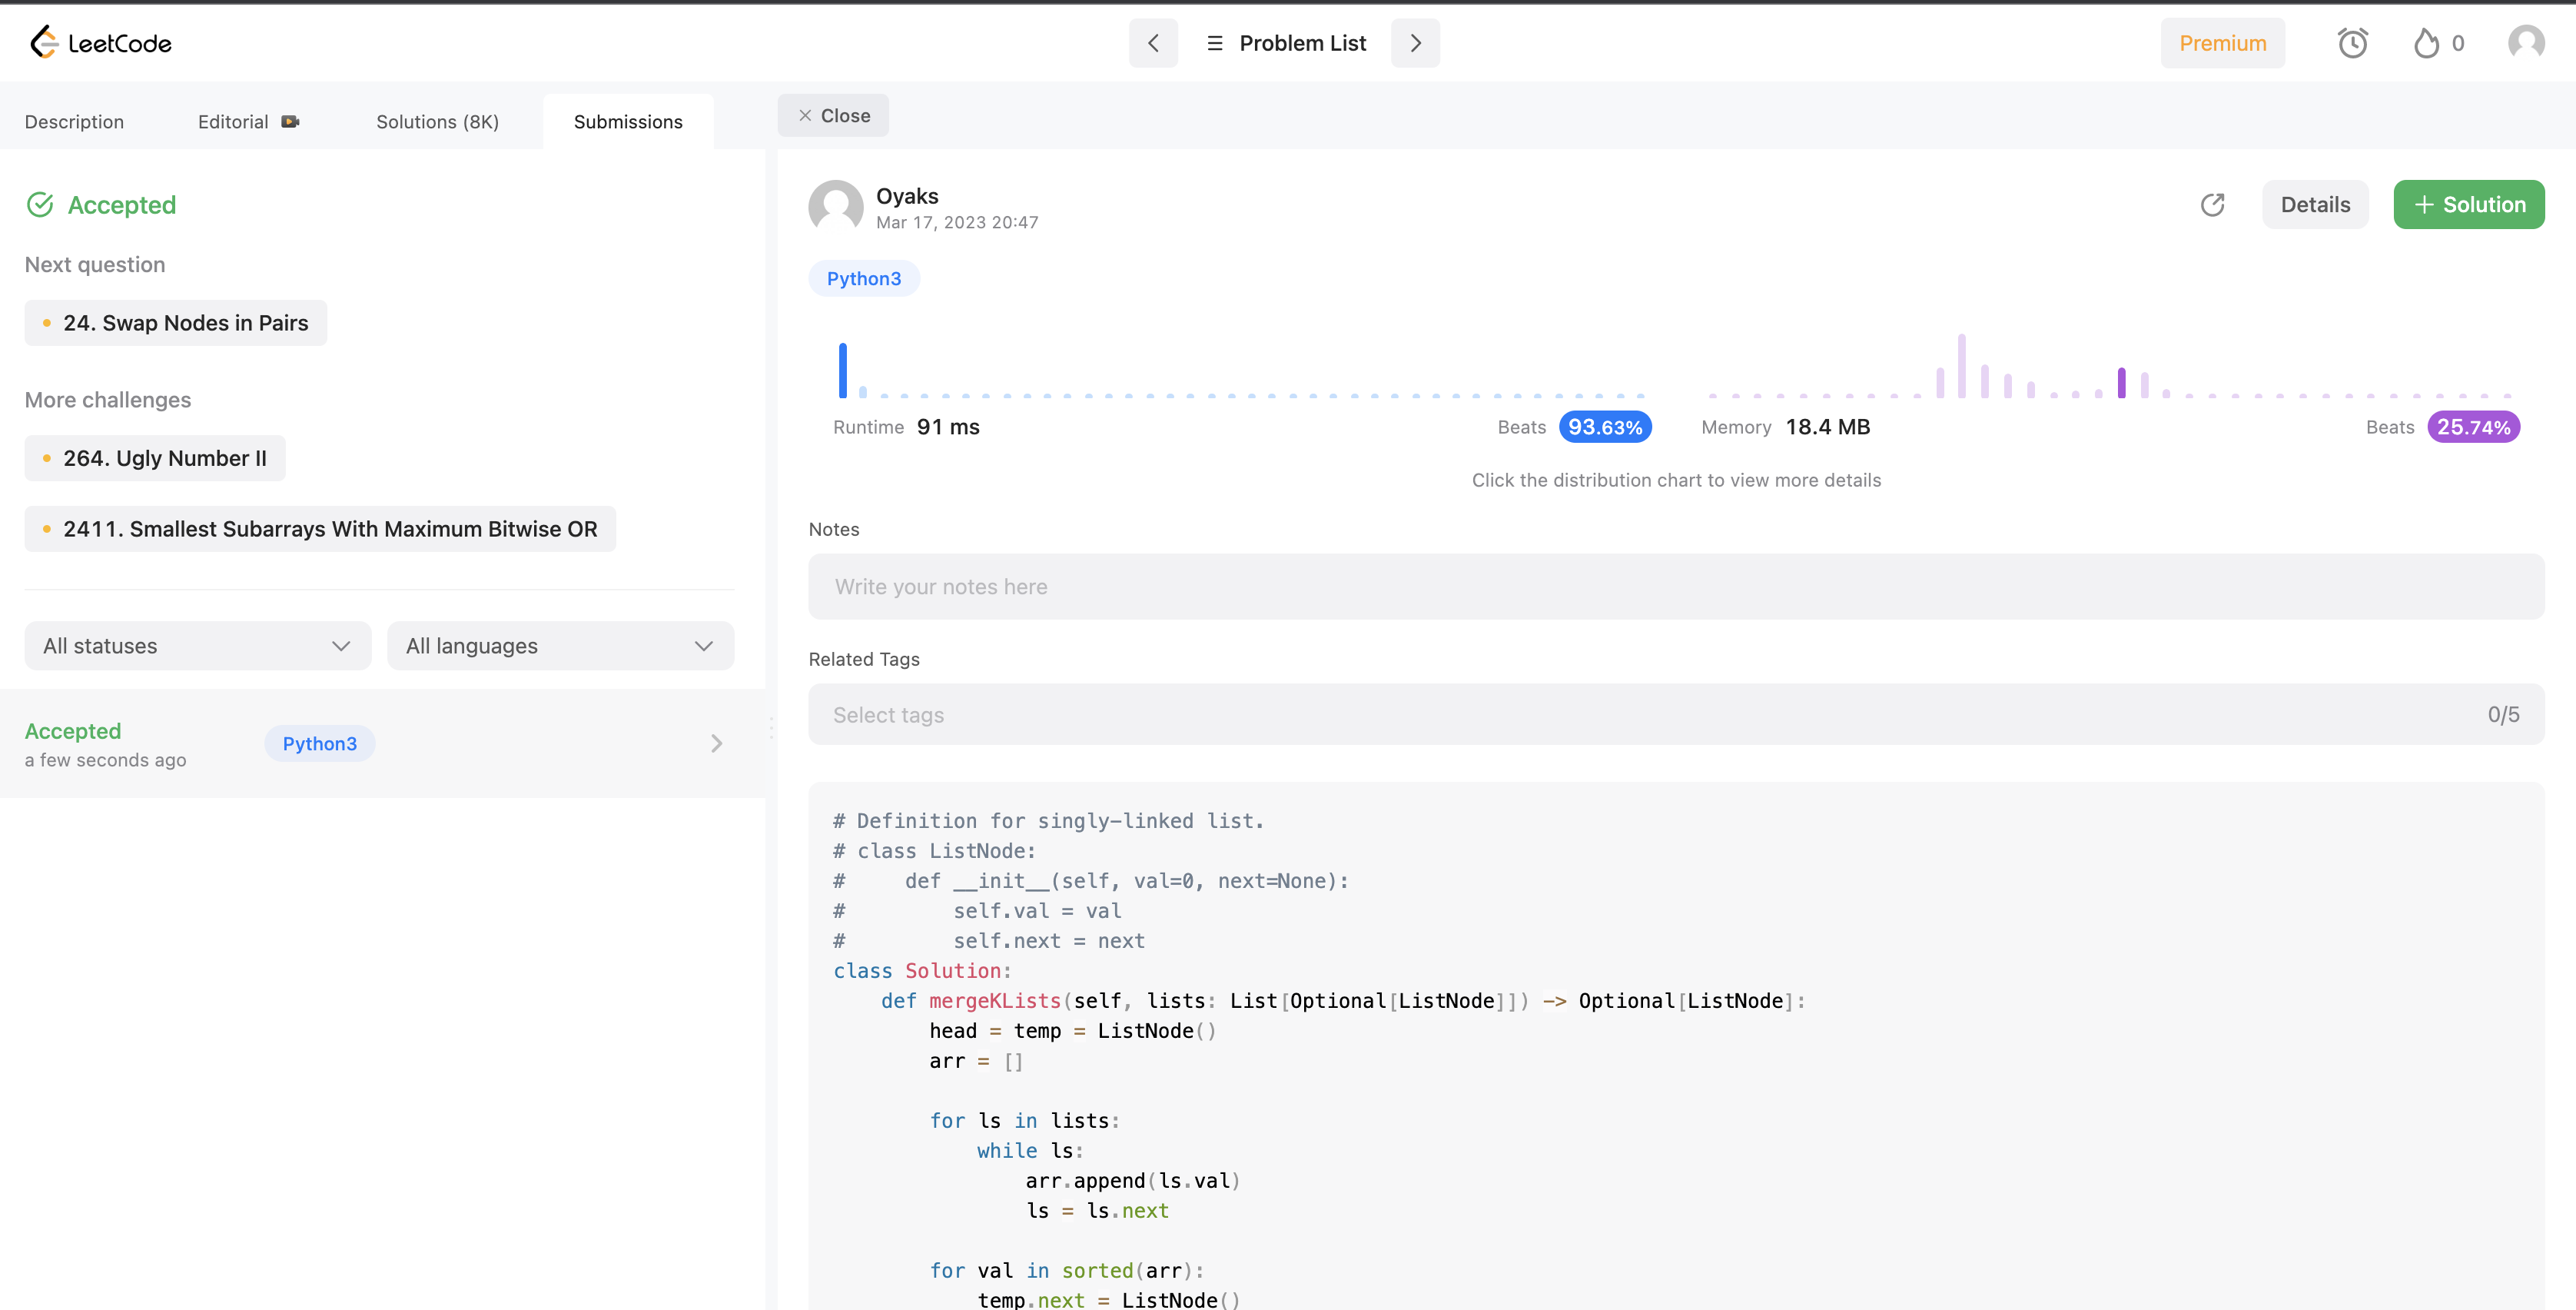 LeetCode
Problem List
Premium
0
Description
Editorial
Solutions (8K)
Submissions
Close
Accepted
Next question
24. Swap Nodes in Pairs
More challenges
264. Ugly Number II
2411. Smallest Subarrays With Maximum Bitwise OR
All statuses
All languages
Accepted
a few seconds ago
Python3
Oyaks
Mar 17, 2023 20:47
Details
+ Solution
Python3
Runtime 91 ms
Beats 93.63%
Memory 18.4 MB
Beats 25.74%
Click the distribution chart to view more details
Notes
Write your notes here
Related Tags
Select tags
0/5
# Definition for singly-linked list.
# class ListNode:
#     def __init__(self, val=0, next=None):
#         self.val = val
#         self.next = next
class Solution:
    def mergeKLists(self, lists: List[Optional[ListNode]]) -> Optional[ListNode]:
        head = temp = ListNode()
        arr = []
        for ls in lists:
            while ls:
                arr.append(ls.val)
                ls = ls.next
        for val in sorted(arr):
            temp.next = ListNode()